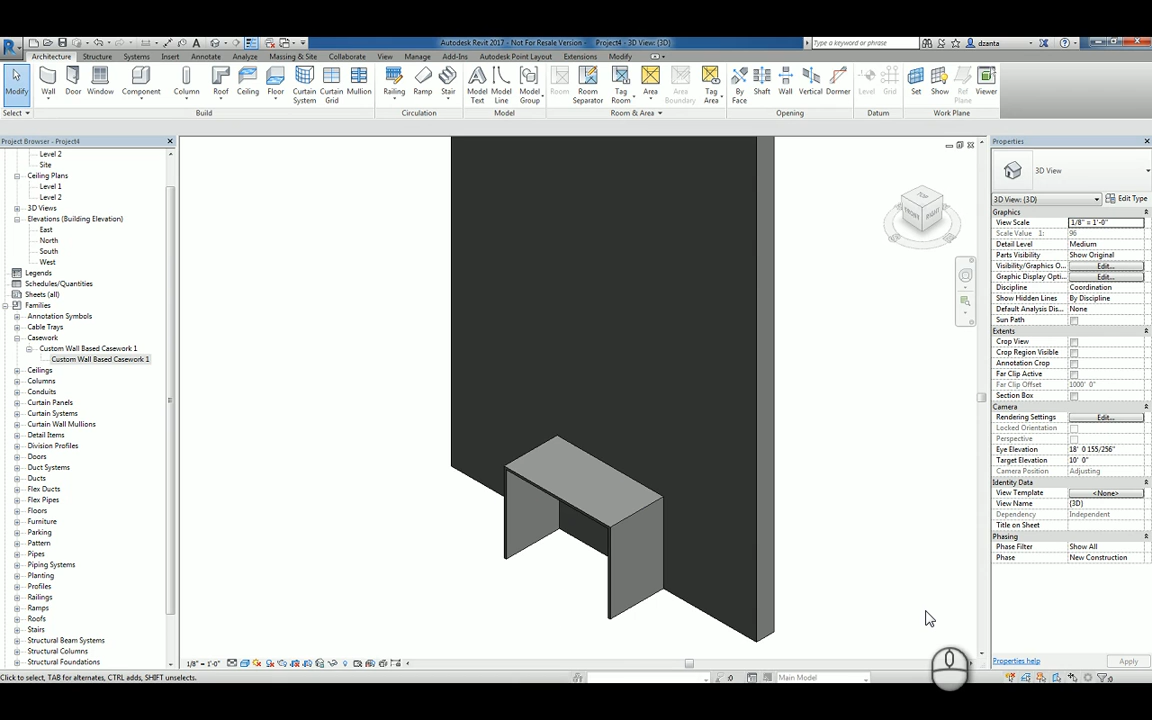 Autodesk Revit 2017 - Not For Resale Version - Project4 - 3D View: {3D}
Type a keyword or phrase
dzanta
Architecture Structure Systems Insert Annotate Analyze Massing & Site Collaborate View Manage Add-Ins Autodesk Point Layout Extensions Modify
Modify Wall Door Window Component Column Roof Ceiling Floor Curtain System Curtain Grid Mullion Railing Ramp Stair Model Text Model Line Model Group Room Room Separator Tag Room Area Area Boundary Tag Area By Face Shaft Wall Vertical Dormer Level Grid Set Show Ref Plane Viewer
Select Build Circulation Model Room & Area Opening Datum Work Plane
Project Browser - Project4
Level 2
Site
Ceiling Plans
Level 1
Level 2
3D Views
Elevations (Building Elevation)
East
North
South
West
Legends
Schedules/Quantities
Sheets (all)
Families
Annotation Symbols
Cable Trays
Casework
Custom Wall Based Casework 1
Custom Wall Based Casework 1
Ceilings
Columns
Conduits
Curtain Panels
Curtain Systems
Curtain Wall Mullions
Detail Items
Division Profiles
Doors
Duct Systems
Ducts
Flex Ducts
Flex Pipes
Floors
Furniture
Parking
Pattern
Pipes
Piping Systems
Planting
Profiles
Railings
Ramps
Roofs
Stairs
Structural Beam Systems
Structural Columns
Structural Foundations
TOP
FRONT RIGHT
Properties
3D View
3D View: {3D} Edit Type
Graphics
View Scale 1/8" = 1'-0"
Scale Value 1: 96
Detail Level Medium
Parts Visibility Show Original
Visibility/Graphics O... Edit...
Graphic Display Opti... Edit...
Discipline Coordination
Show Hidden Lines By Discipline
Default Analysis Dis... None
Sun Path
Extents
Crop View
Crop Region Visible
Annotation Crop
Far Clip Active
Far Clip Offset 1000' 0"
Section Box
Camera
Rendering Settings Edit...
Locked Orientation
Perspective
Eye Elevation 18' 0 155/256"
Target Elevation 10' 0"
Camera Position Adjusting
Identity Data
View Template <None>
View Name {3D}
Dependency Independent
Title on Sheet
Phasing
Phase Filter Show All
Phase New Construction
Properties help Apply
1/8" = 1'-0"
Click to select, TAB for alternates, CTRL adds, SHIFT unselects.
:0 Main Model :0